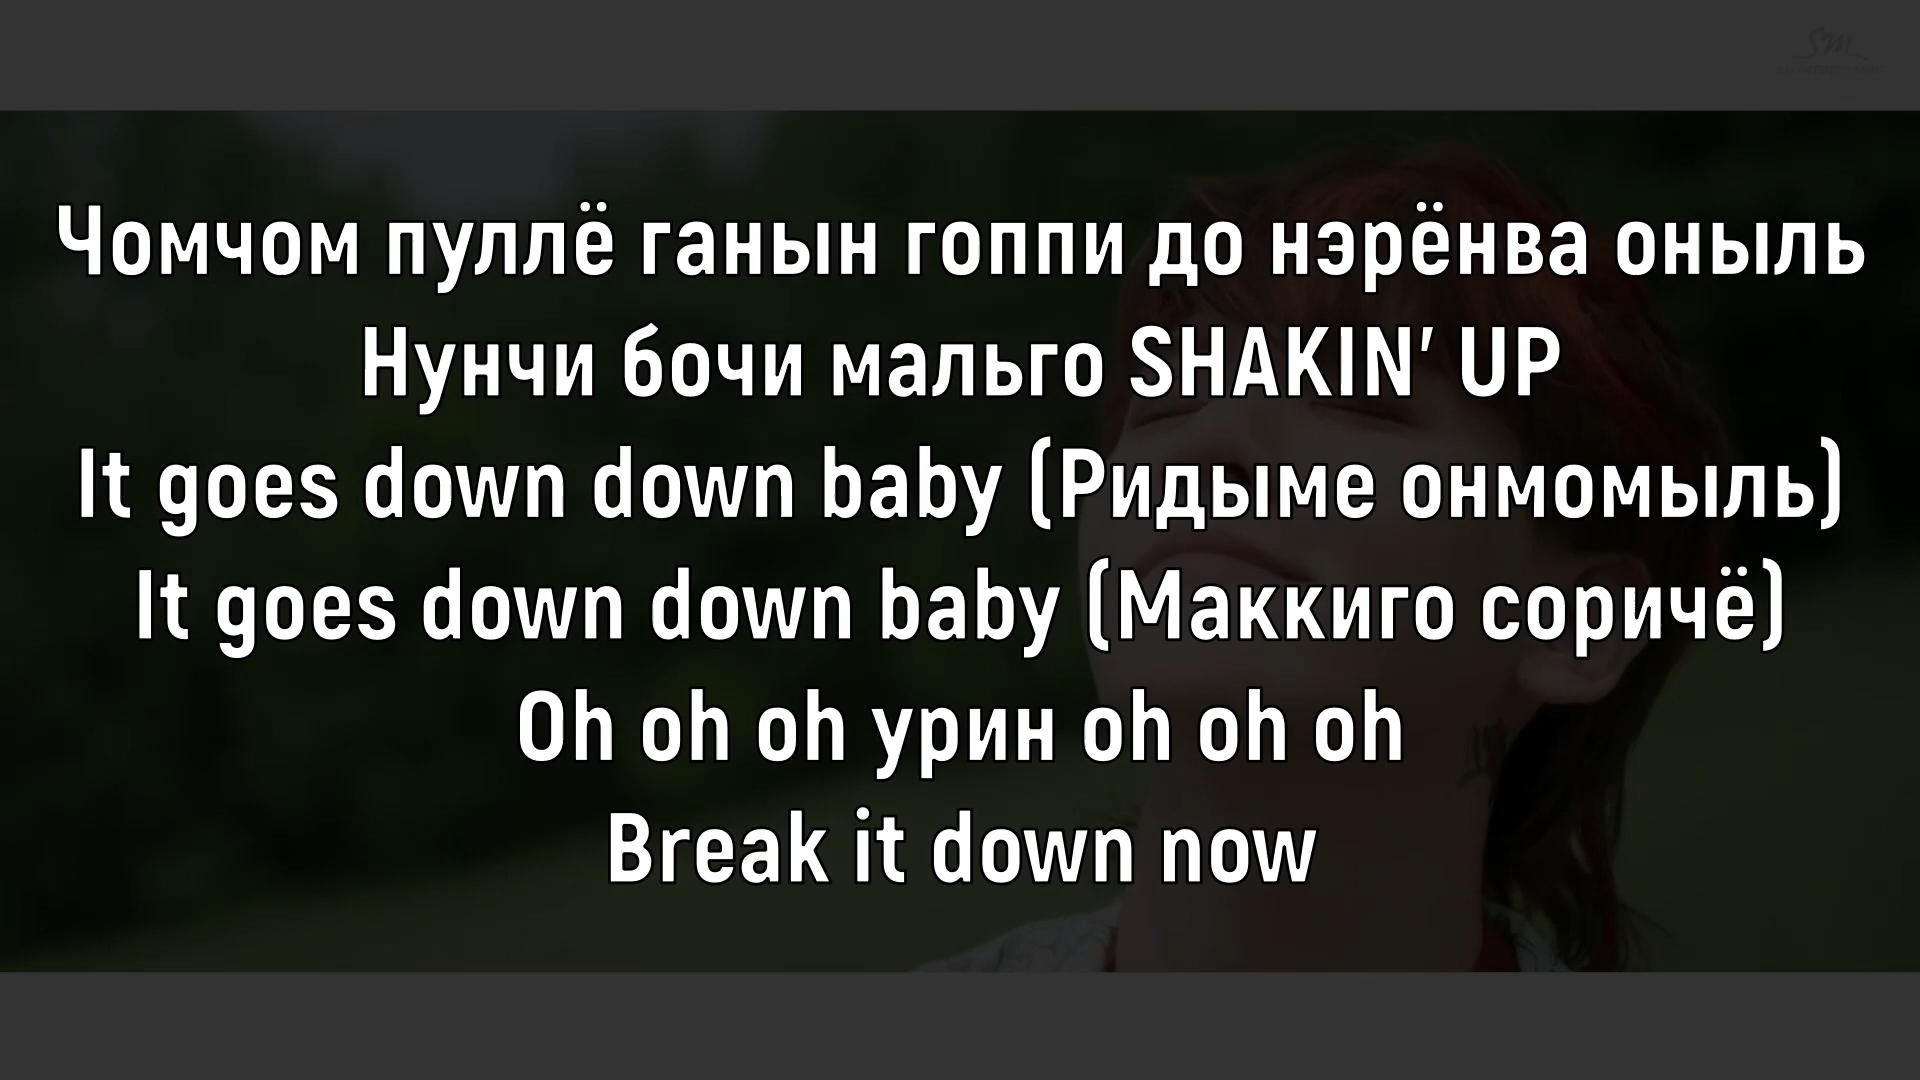 Чомчом пуллё ганын гоппи до нэрёнва оныль
Нунчи бочи мальго SHAKIN' UP
It goes down down baby (Ридыме онмомыль)
It goes down down baby (Маккиго соричё)
Oh oh oh урин oh oh oh
Break it down now